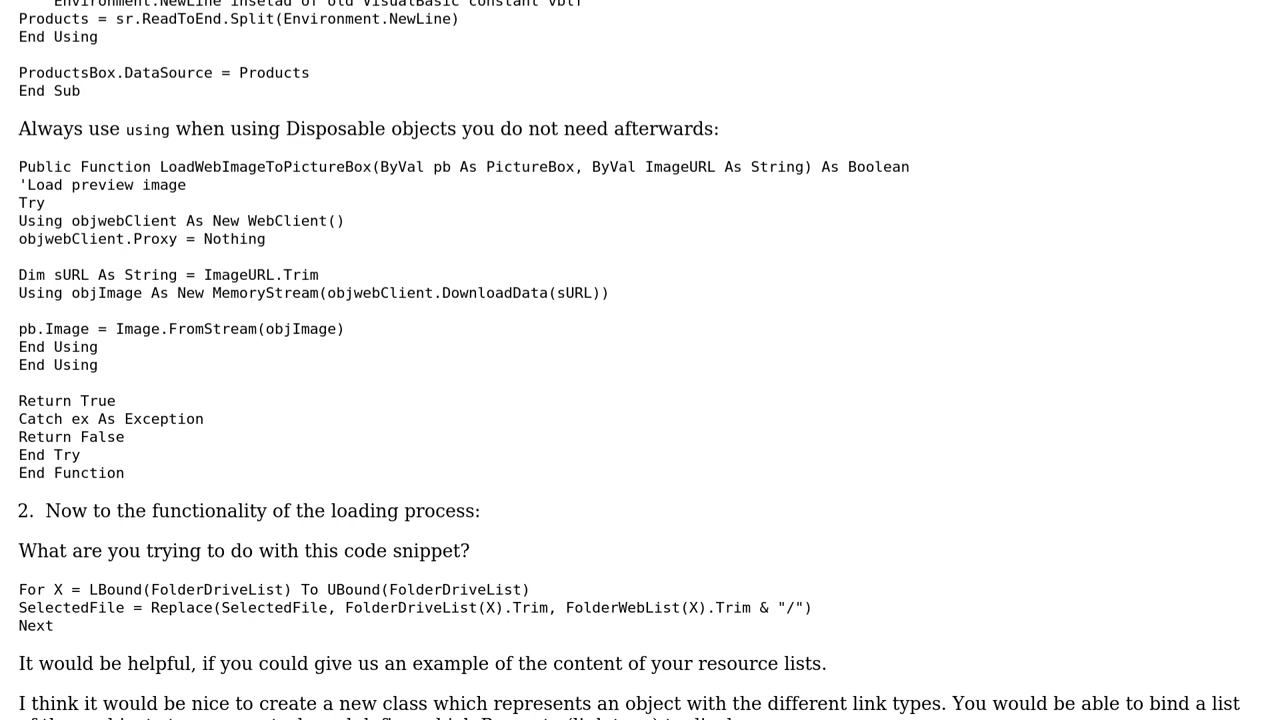 Environment.NewLine instead of old VisualBasic constant vblf
Products = sr.ReadToEnd.Split(Environment.NewLine)
End Using
ProductsBox.DataSource = Products
End Sub
Always use using when using Disposable objects you do not need afterwards:
Public Function LoadWebImageToPictureBox(ByVal pb As PictureBox, ByVal ImageURL As String) As Boolean
'Load preview image
Try
Using objwebClient As New WebClient()
objwebClient.Proxy = Nothing
Dim sURL As String = ImageURL.Trim
Using objImage As New MemoryStream(objwebClient.DownloadData(sURL))
pb.Image = Image.FromStream(objImage)
End Using
End Using
Return True
Catch ex As Exception
Return False
End Try
End Function
2. Now to the functionality of the loading process:
What are you trying to do with this code snippet?
For X = LBound(FolderDriveList) To UBound(FolderDriveList)
SelectedFile = Replace(SelectedFile, FolderDriveList(X).Trim, FolderWebList(X).Trim & "/")
Next
It would be helpful, if you could give us an example of the content of your resource lists.
I think it would be nice to create a new class which represents an object with the different link types. You would be able to bind a list